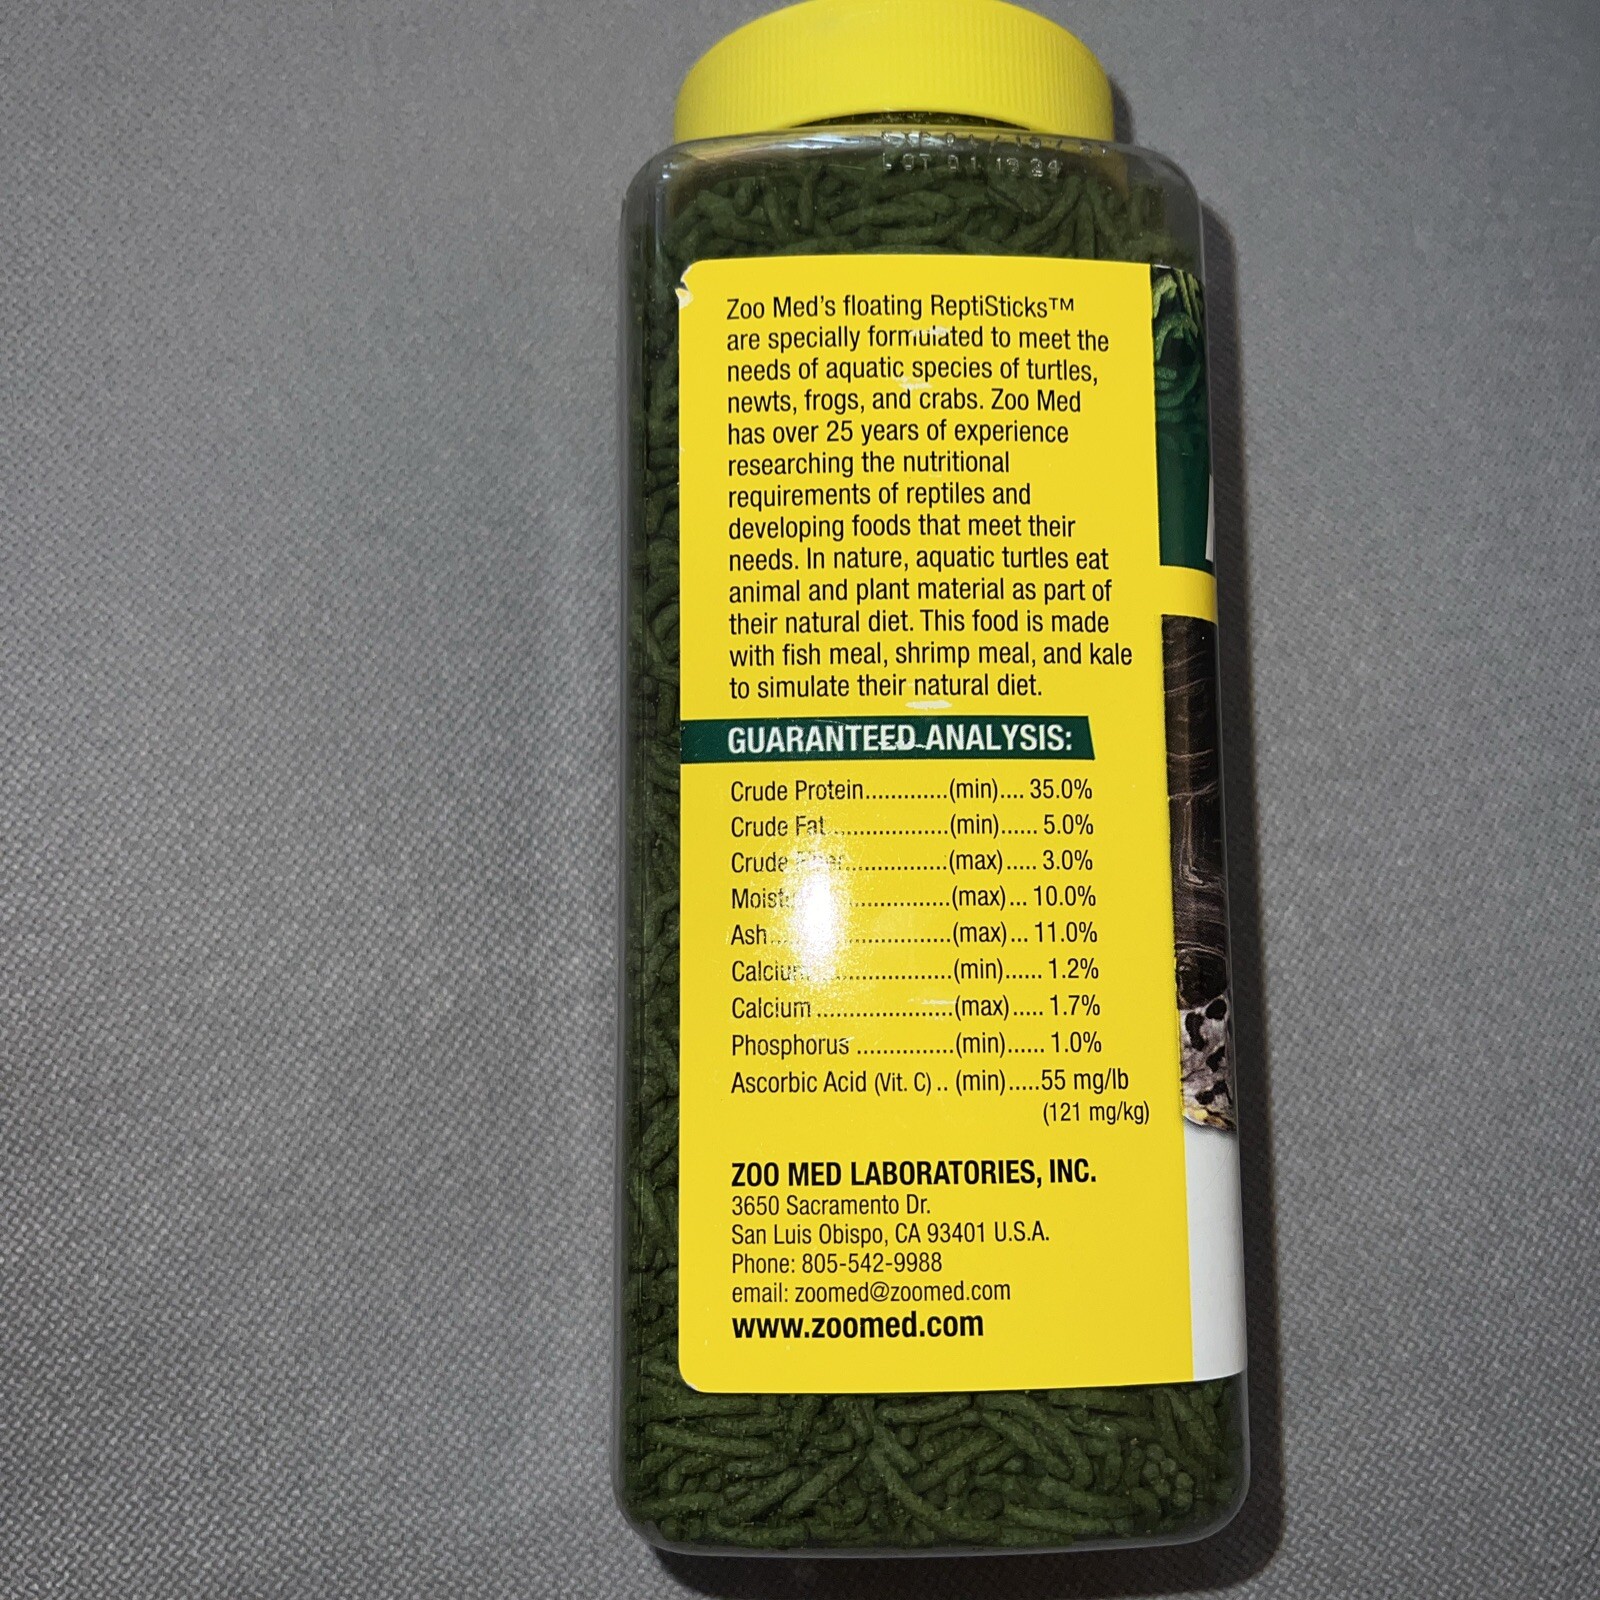 LOT 01 19 24
Zoo Med's floating ReptiSticks™
are specially formulated to meet the
needs of aquatic species of turtles,
newts, frogs, and crabs. Zoo Med
has over 25 years of experience
researching the nutritional
requirements of reptiles and
developing foods that meet their
needs. In nature, aquatic turtles eat
animal and plant material as part of
their natural diet. This food is made
with fish meal, shrimp meal, and kale
to simulate their natural diet.
GUARANTEED ANALYSIS:
Crude Protein.............(min).... 35.0%
Crude Fat ..................(min)...... 5.0%
Crude Fiber................(max)..... 3.0%
Moisture ...............(max)... 10.0%
Ash............................(max)... 11.0%
Calcium .....................(min)...... 1.2%
Calcium .....................(max)..... 1.7%
Phosphorus ...............(min)...... 1.0%
Ascorbic Acid (Vit. C).. (min).....55 mg/lb
(121 mg/kg)
ZOO MED LABORATORIES, INC.
3650 Sacramento Dr.
San Luis Obispo, CA 93401 U.S.A.
Phone: 805-542-9988
email: zoomed@zoomed.com
www.zoomed.com